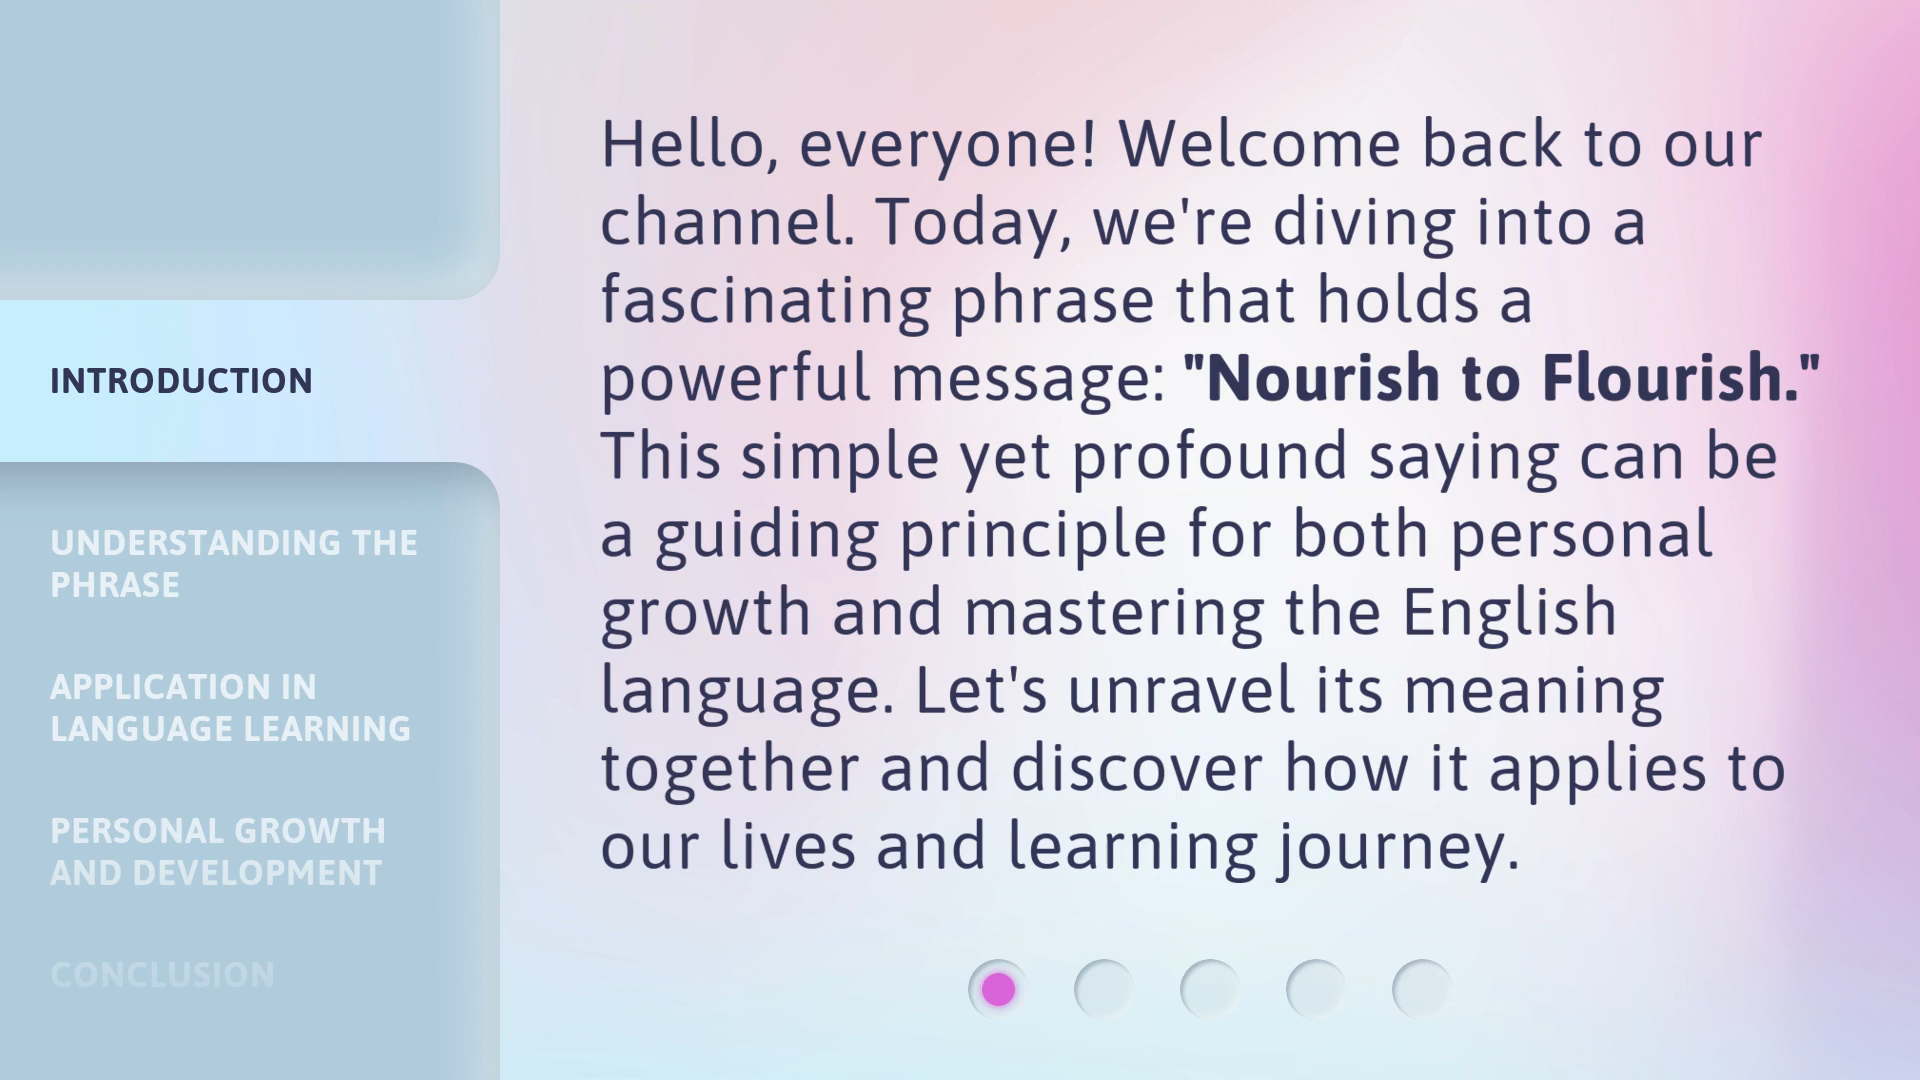 INTRODUCTION
UNDERSTANDING THE
PHRASE
APPLICATION IN
LANGUAGE LEARNING
PERSONAL GROWTH
AND DEVELOPMENT
CONCLUSION
Hello, everyone! Welcome back to our
channel. Today, we're diving into a
fascinating phrase that holds a
powerful message: "Nourish to Flourish."
This simple yet profound saying can be
a guiding principle for both personal
growth and mastering the English
language. Let's unravel its meaning
together and discover how it applies to
our lives and learning journey.